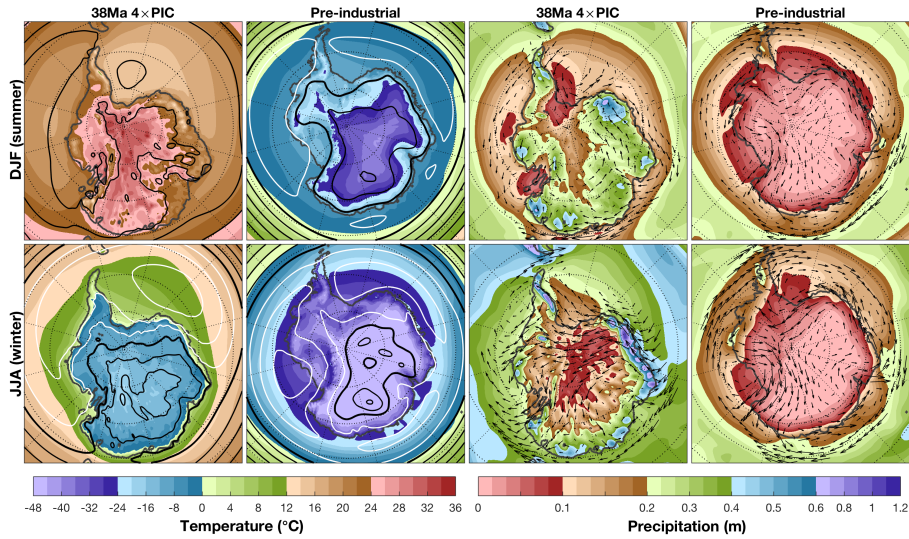 38Ma 4×PIC
Pre-industrial
38Ma 4×PIC
Pre-industrial
DJF (summer)
JJA (winter)
-48 -40 -32 -24 -16 -8 0 4 8 12 16 20 24 28 32 36
Temperature (°C)
0 0.1 0.2 0.3 0.4 0.5 0.6 0.8 1 1.2
Precipitation (m)